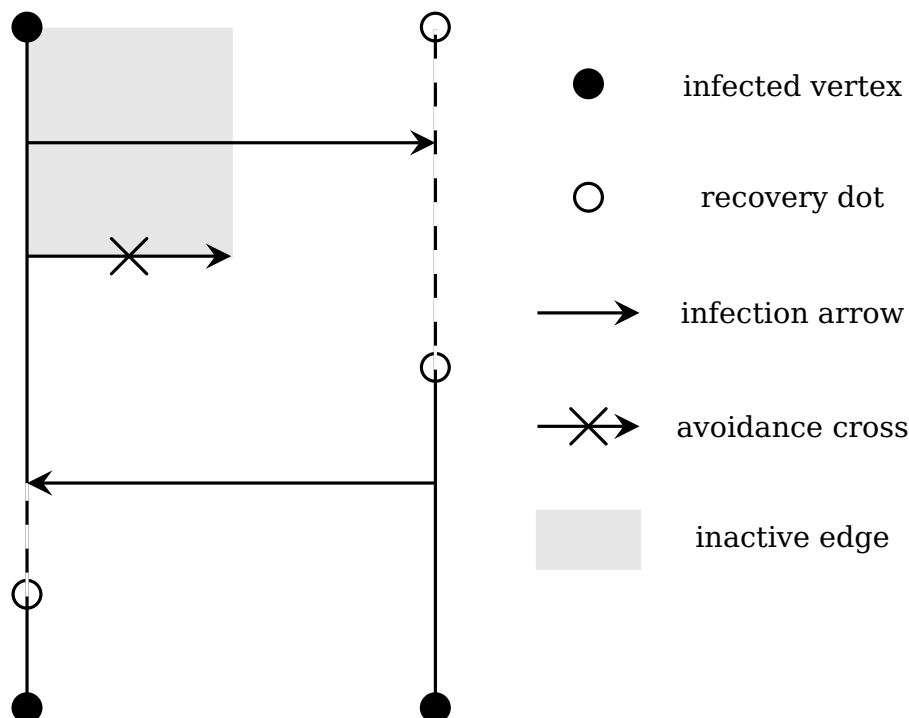 infected vertex
recovery dot
infection arrow
avoidance cross
inactive edge